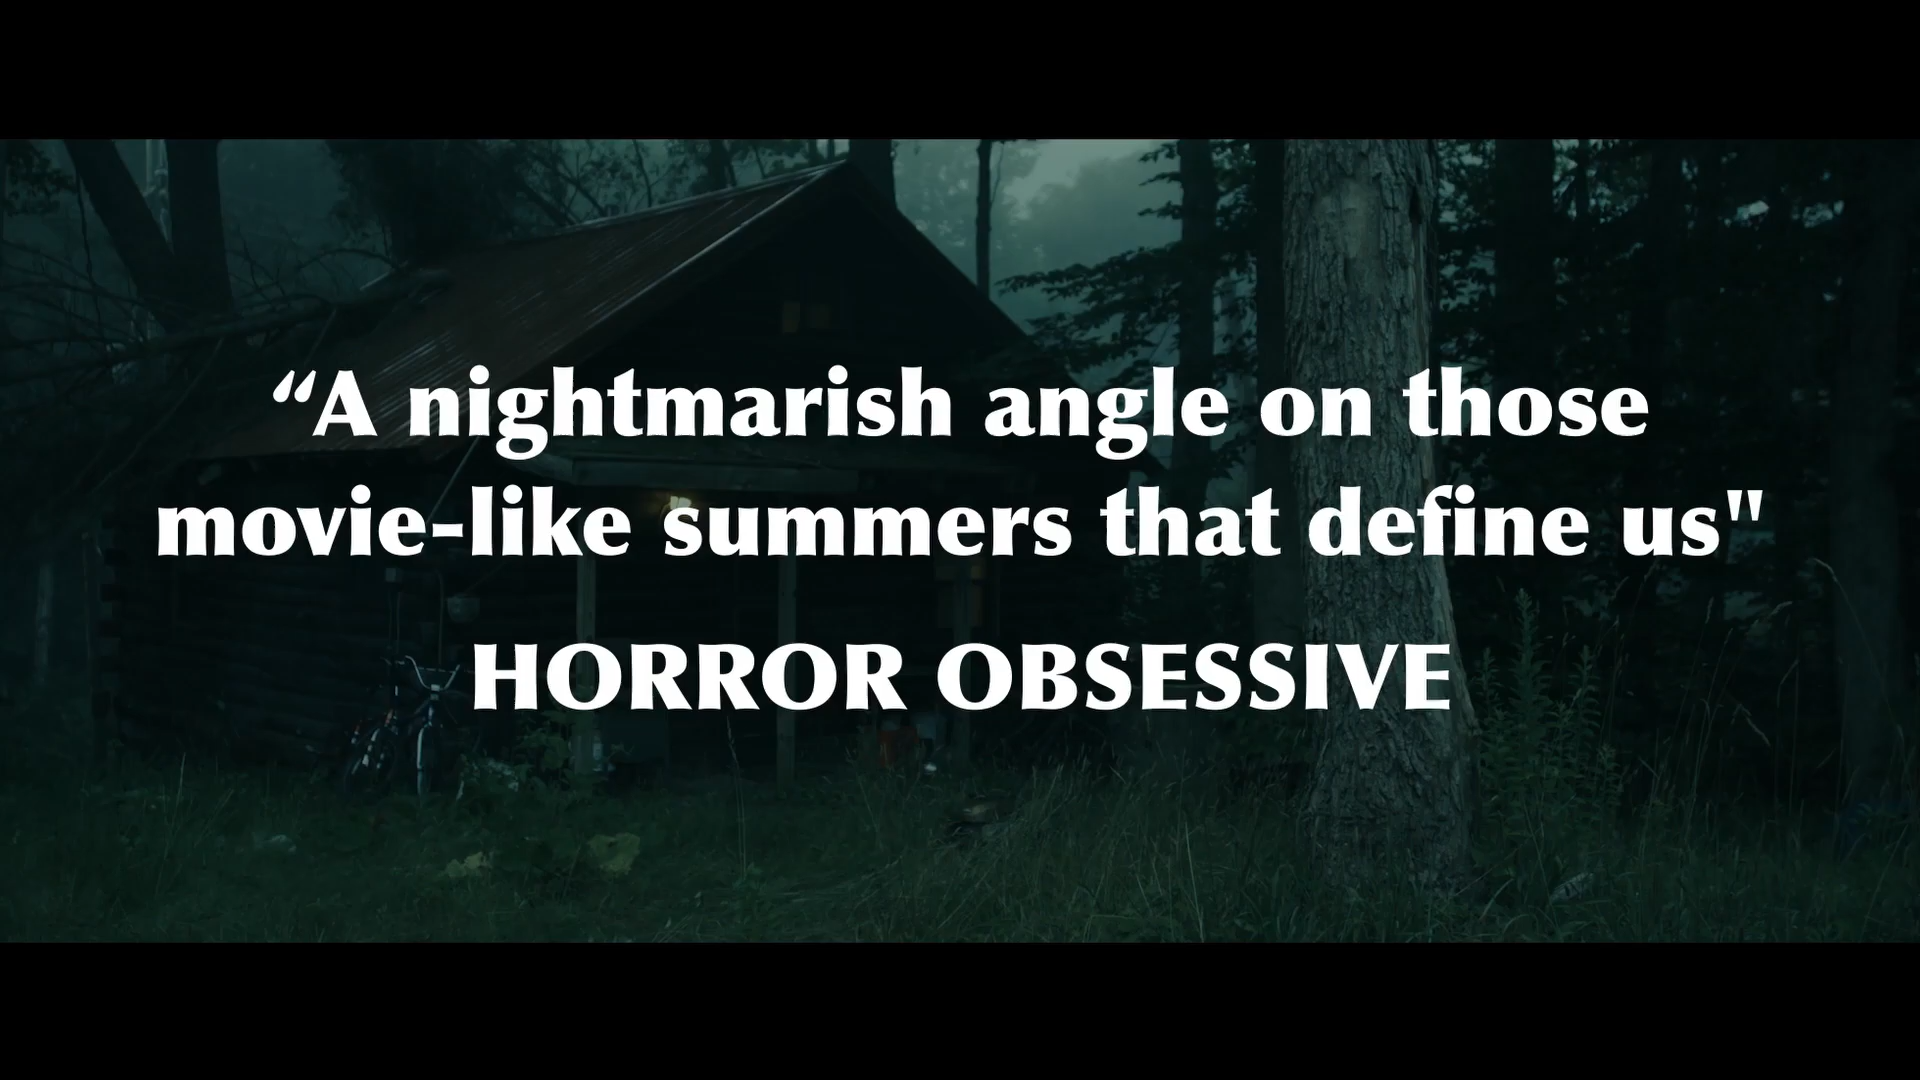 “A nightmarish angle on those
movie-like summers that define us"
HORROR OBSESSIVE